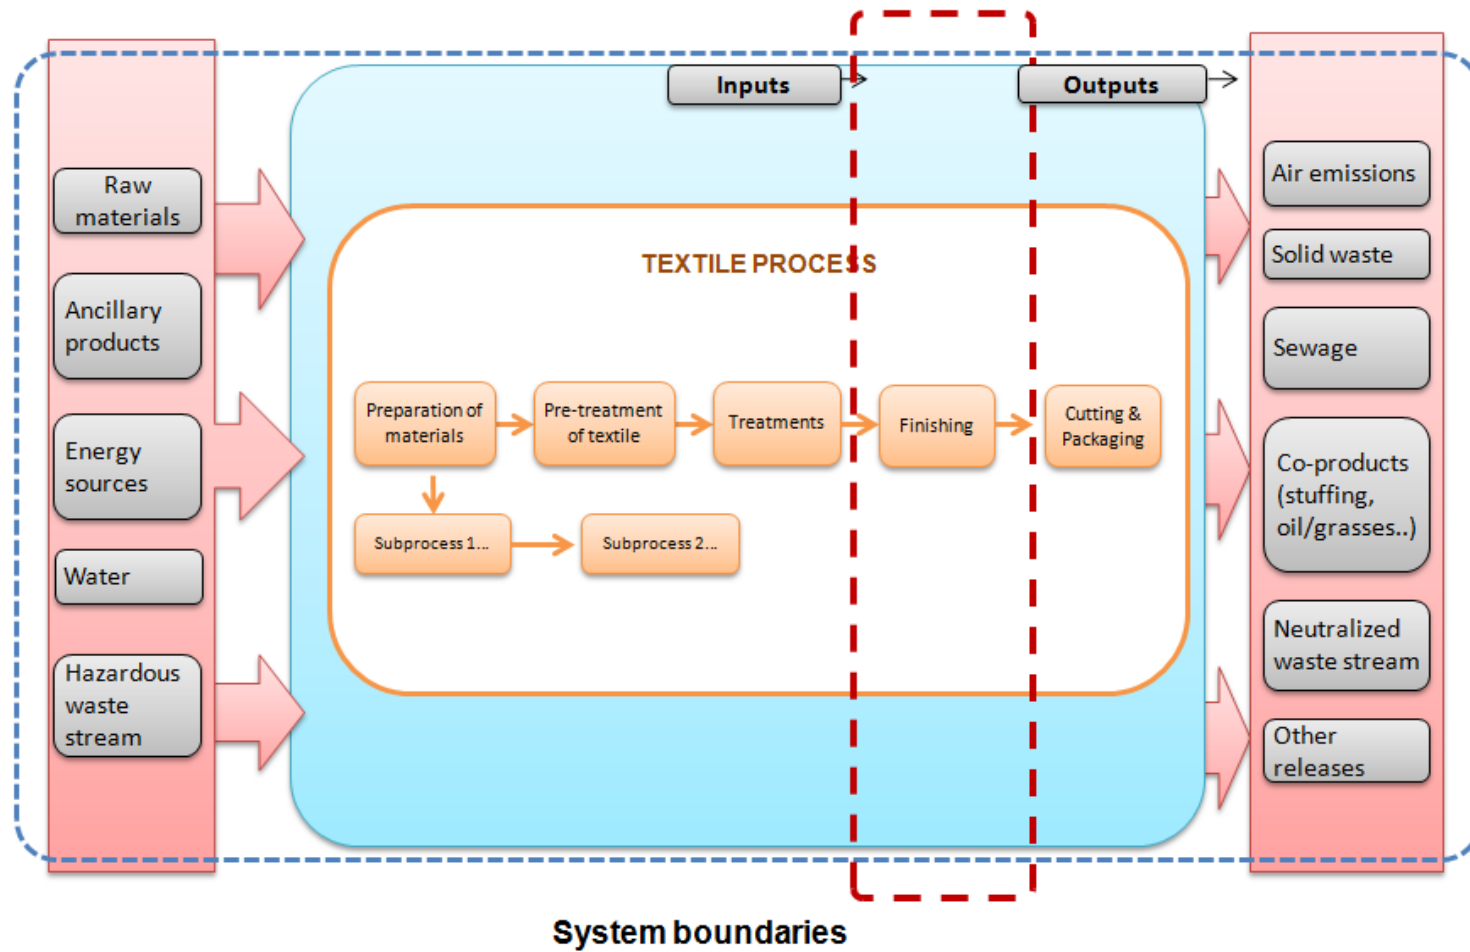 Inputs
Outputs
Raw
materials
Ancillary
products
Energy
sources
Water
Hazardous
waste
stream
TEXTILE PROCESS
Preparation of
materials
Pre-treatment
of textile
Treatments
Finishing
Cutting &
Packaging
Subprocess 1...
Subprocess 2...
Air emissions
Solid waste
Sewage
Co-products
(stuffing,
oil/grasses..)
Neutralized
waste stream
Other
releases
System boundaries